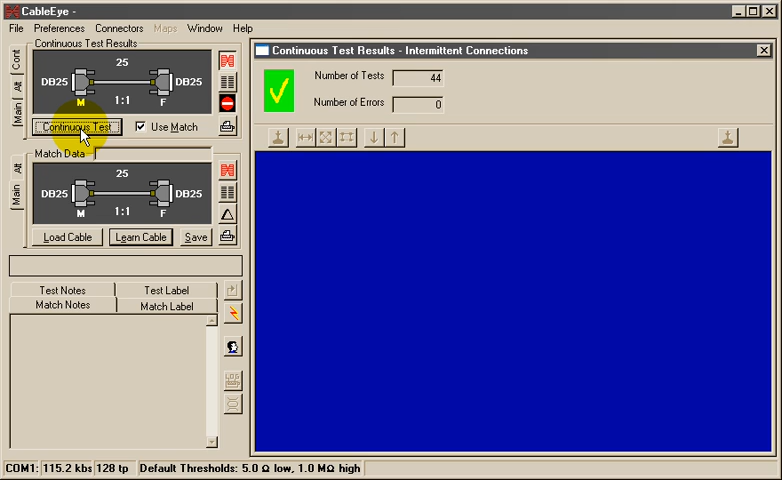 CableEye -
File Preferences Connectors Maps Window Help
Continuous Test Results
Cont
Alt
Main
25
DB25 DB25
M 1:1 F
Continuous Test Use Match
Match Data
Alt
Main
25
DB25 DB25
M 1:1 F
Load Cable Learn Cable Save
Test Notes Test Label
Match Notes Match Label
LOG
Continuous Test Results - Intermittent Connections
Number of Tests 44
Number of Errors 0
COM1: 115.2 kbs 128 tp Default Thresholds: 5.0 Ω low, 1.0 MΩ high